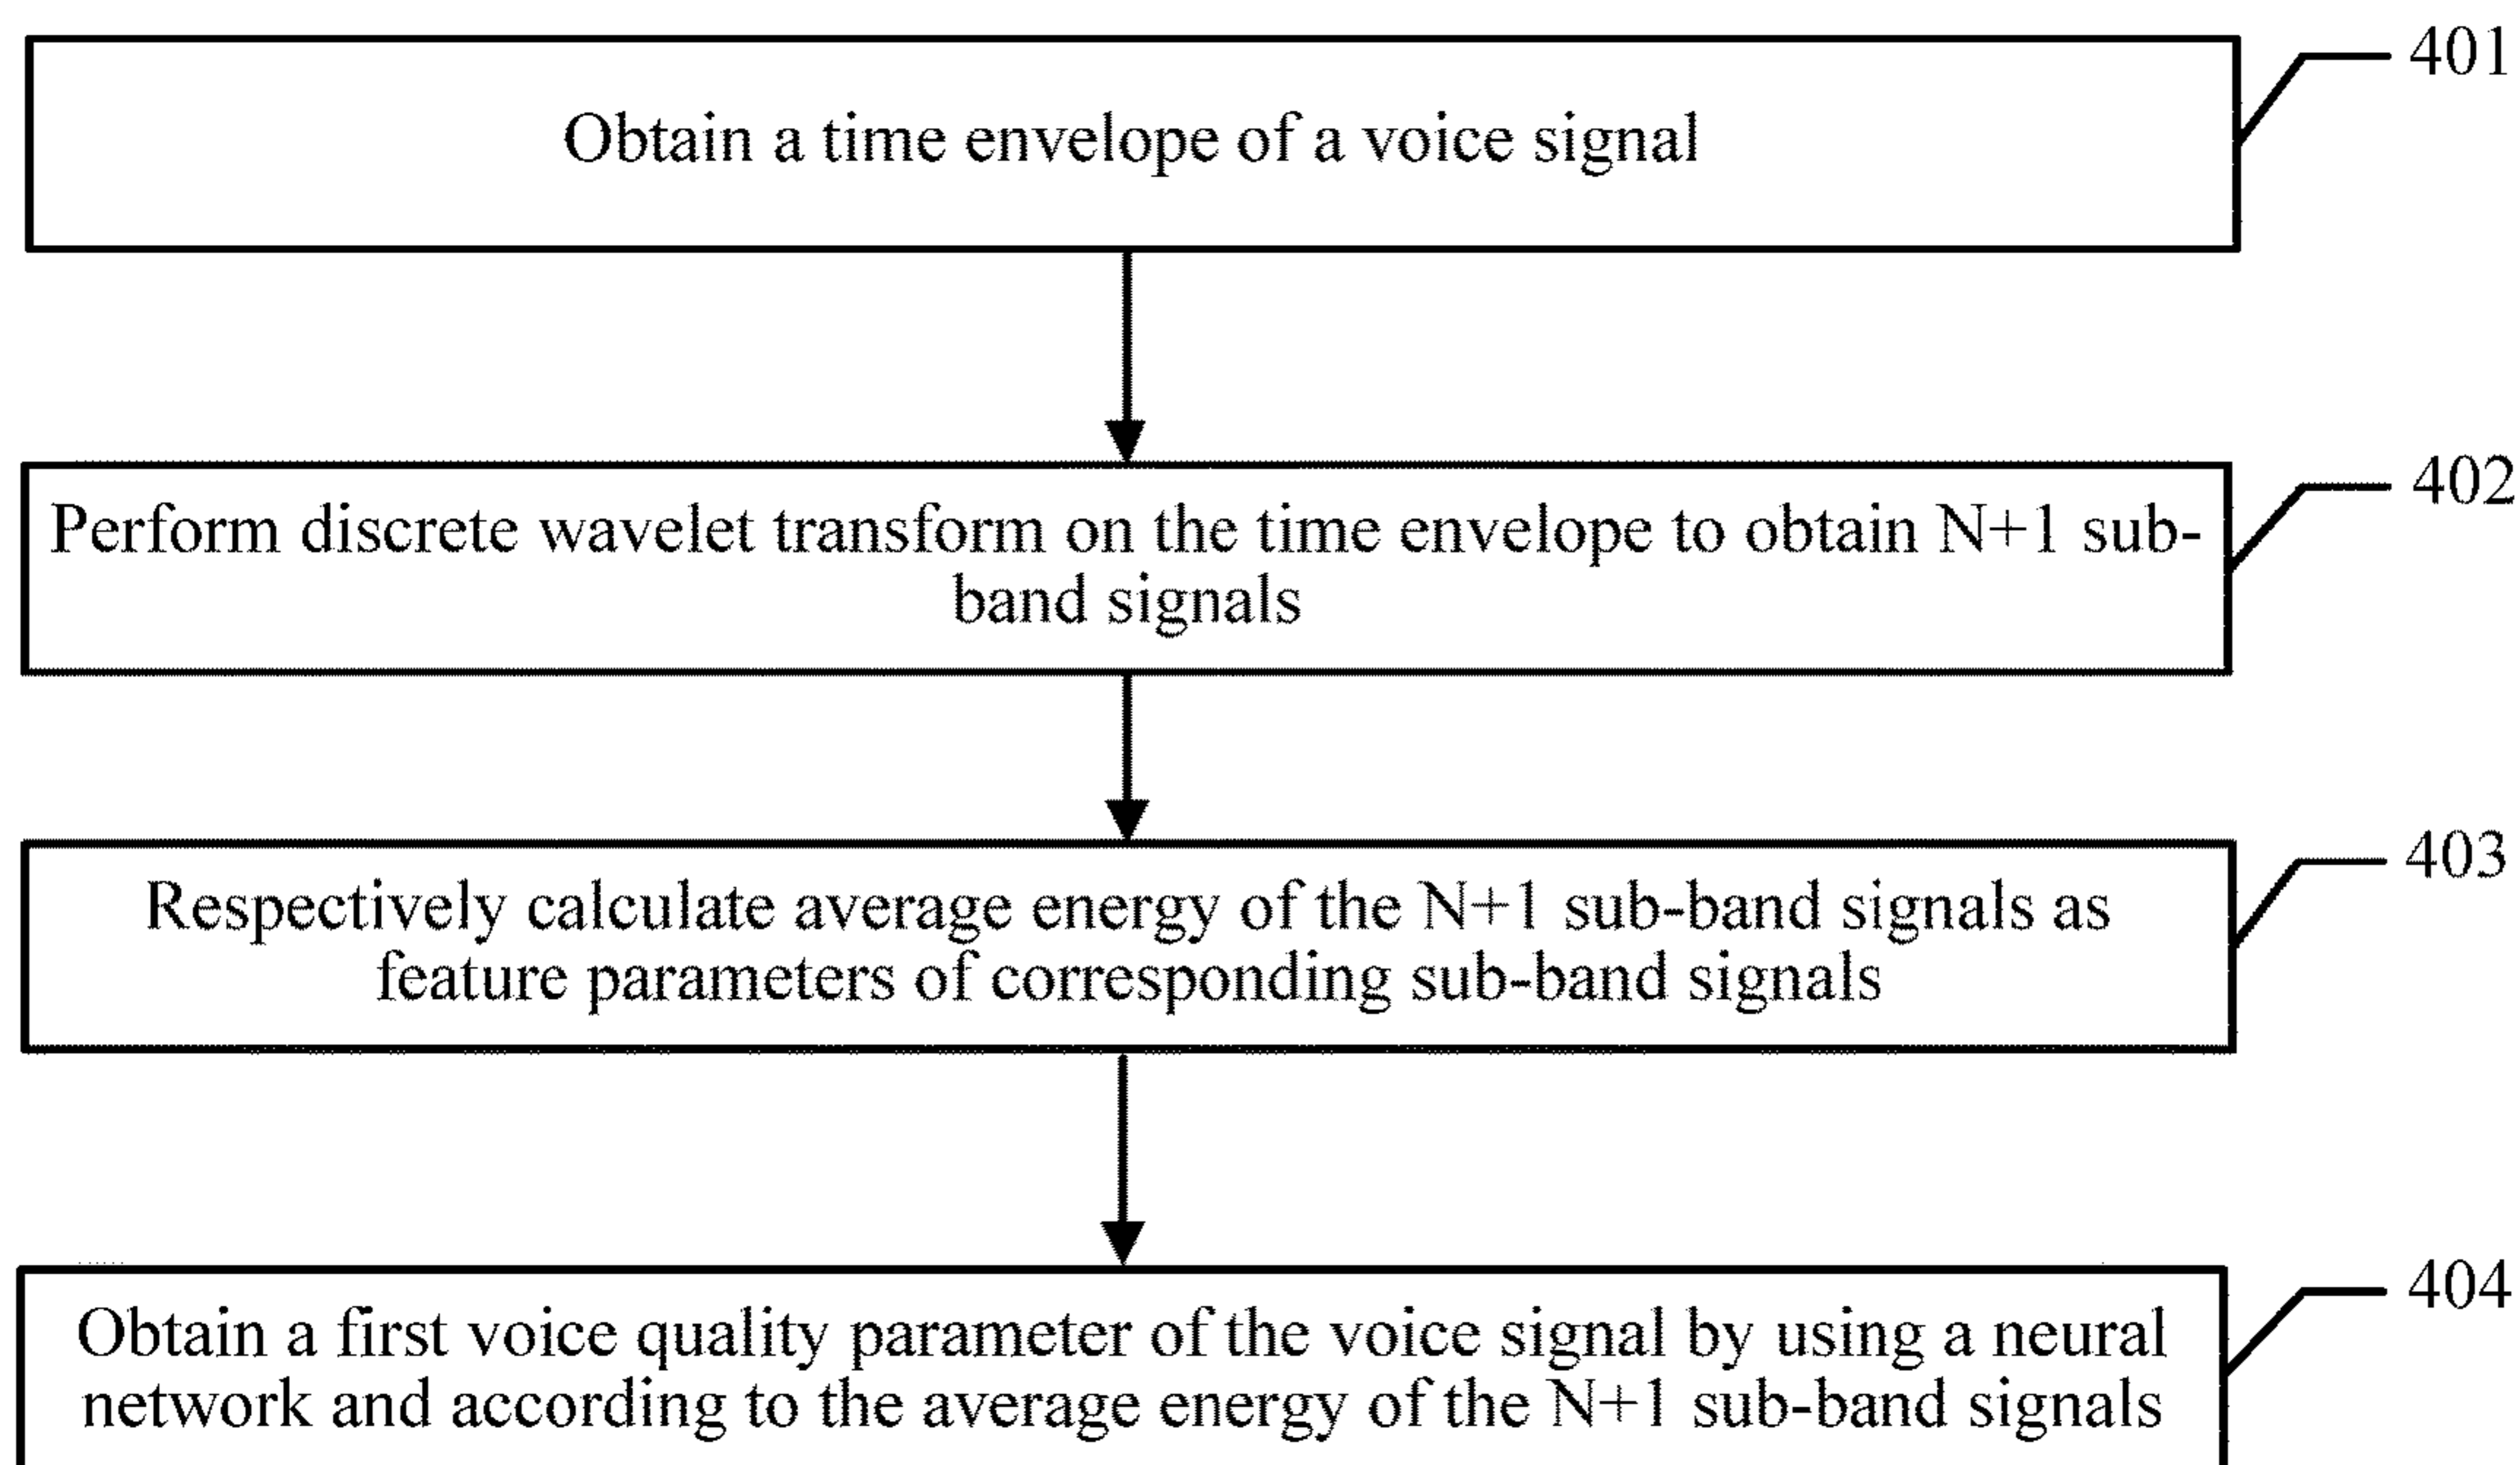 401
Obtain a time envelope of a voice signal
402
Perform discrete wavelet transform on the time envelope to obtain N+1 sub-
band signals
403
Respectively calculate average energy of the N+1 sub-band signals as
feature parameters of corresponding sub-band signals
404
Obtain a first voice quality parameter of the voice signal by using a neural
network and according to the average energy of the N+1 sub-band signals